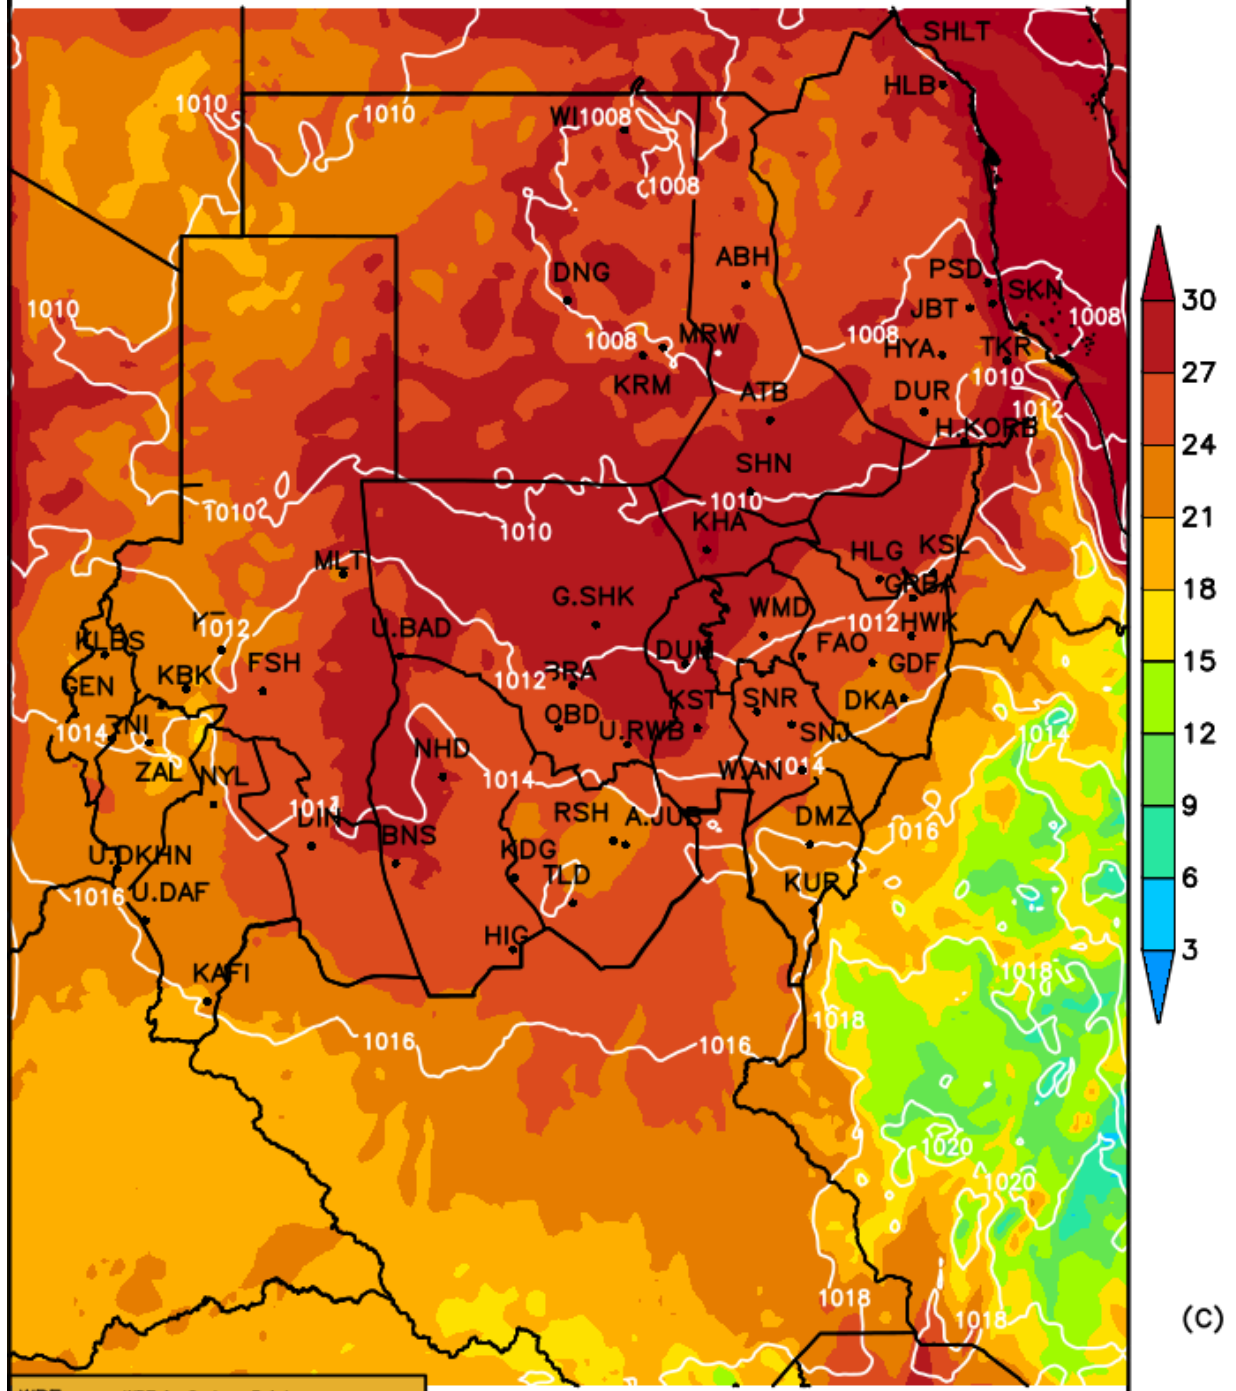 SHLT
HLB
1010
1010
WI1008
1008
ABH
DNG
PSD
SKN
1010
JBT
1008
1008
1008
MRW
HYA
TKR
30
KRM
1010
27
ATB
DUR
1012
H.KORB
24
SHN
1010
1010
1010
KHA
21
MLT
HLG
KSL
GRBA
18
G.SHK
WMD
1012
U.BAD
1012
HWK
KLBS
DUM
FAO
GDF
15
GEN
KBK
FSH
1012
KST
SNR
DKA
OBD
U.RWB
SNJ
12
1014
NHD
1014
ZAL
NYL
1014
W.AN
1014
9
DIN
RSH
A.JUB
DMZ
1016
BNS
KDG
U.DKHN
TLD
KUR
6
1016
U.DAF
HIG
3
KAFI
1018
1018
1016
1016
1020
1020
1018
1018
(C)